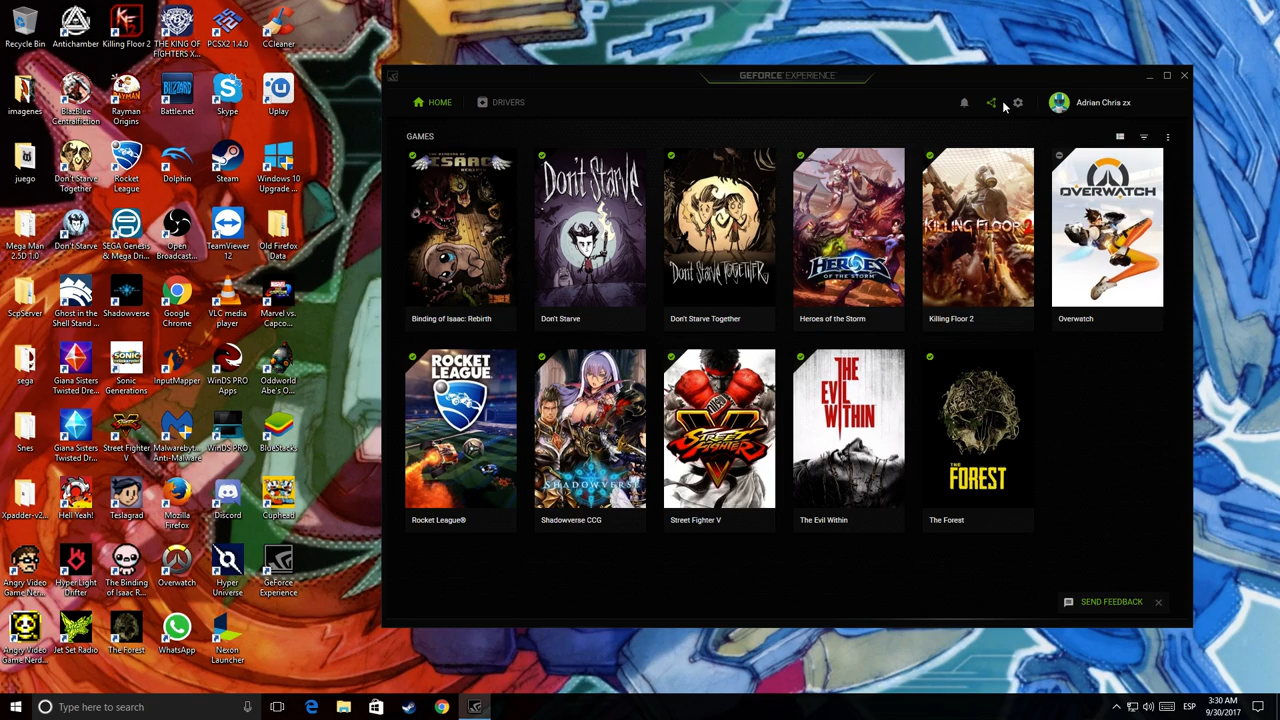 Recycle Bin
Antichamber
Killing Floor 2
THE KING OF
FIGHTERS X...
PCSX2 1.4.0
CCleaner
imagenes
BlazBlue
Centralfiction
Rayman
Origins
Battle.net
Skype
Uplay
juego
Don't Starve
Together
Rocket
League
Dolphin
Steam
Windows 10
Upgrade ...
Mega Man
2.5D 1.0
Don't Starve
SEGA Genesis
& Mega Dri...
Open
Broadcast...
TeamViewer
12
Old Firefox
Data
ScpServer
Ghost in the
Shell Stand ...
Shadowverse
Google
Chrome
VLC media
player
Marvel vs.
Capco...
sega
Giana Sisters
Twisted Dre...
Sonic
Generations
InputMapper
WinDS PRO
Apps
Oddworld
Abe's O...
Snes
Giana Sisters
Twisted Dr...
Street Fighter
V
Malwarebyt...
Anti-Malware
WinDS PRO
BlueStacks
Xpadder-v2...
Hell Yeah!
Teslagrad
Mozilla
Firefox
Discord
Cuphead
Angry Video
Game Ner...
Hyper Light
Drifter
The Binding
of Isaac R...
Overwatch
Hyper
Universe
GeForce
Experience
Angry Video
Game Nerd...
Jet Set Radio
The Forest
WhatsApp
Nexon
Launcher
GEFORCE EXPERIENCE
HOME
DRIVERS
Adrian Chris zx
GAMES
ISAAC
Don't Starve
Don't Starve TOGETHER
HEROES
OF THE STORM
KILLING FLOOR 2
OVERWATCH
Binding of Isaac: Rebirth
Don't Starve
Don't Starve Together
Heroes of the Storm
Killing Floor 2
Overwatch
ROCKET
LEAGUE
SHADOWVERSE
STREET
FIGHTER
V
THE
EVIL
WITHIN
THE
FOREST
Rocket League®
Shadowverse CCG
Street Fighter V
The Evil Within
The Forest
SEND FEEDBACK
Type here to search
ESP
3:30 AM
9/30/2017